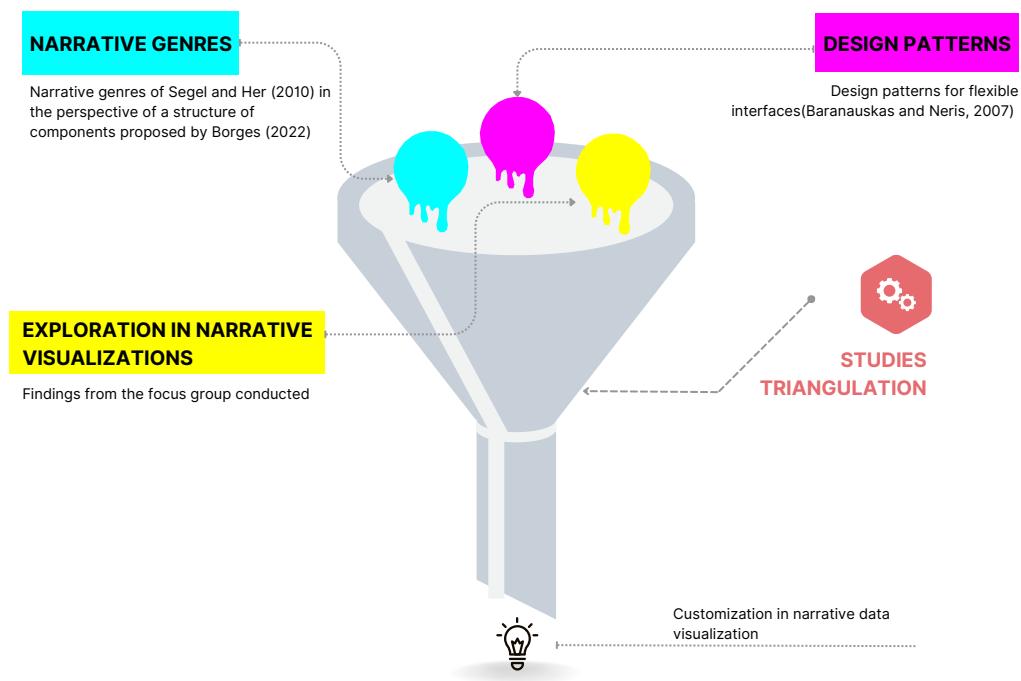 NARRATIVE GENRES
Narrative genres of Segel and Her (2010) in
the perspective of a structure of
components proposed by Borges (2022)
DESIGN PATTERNS
Design patterns for flexible
interfaces(Baranauskas and Neris, 2007)
EXPLORATION IN NARRATIVE
VISUALIZATIONS
Findings from the focus group conducted
STUDIES
TRIANGULATION
Customization in narrative data
visualization